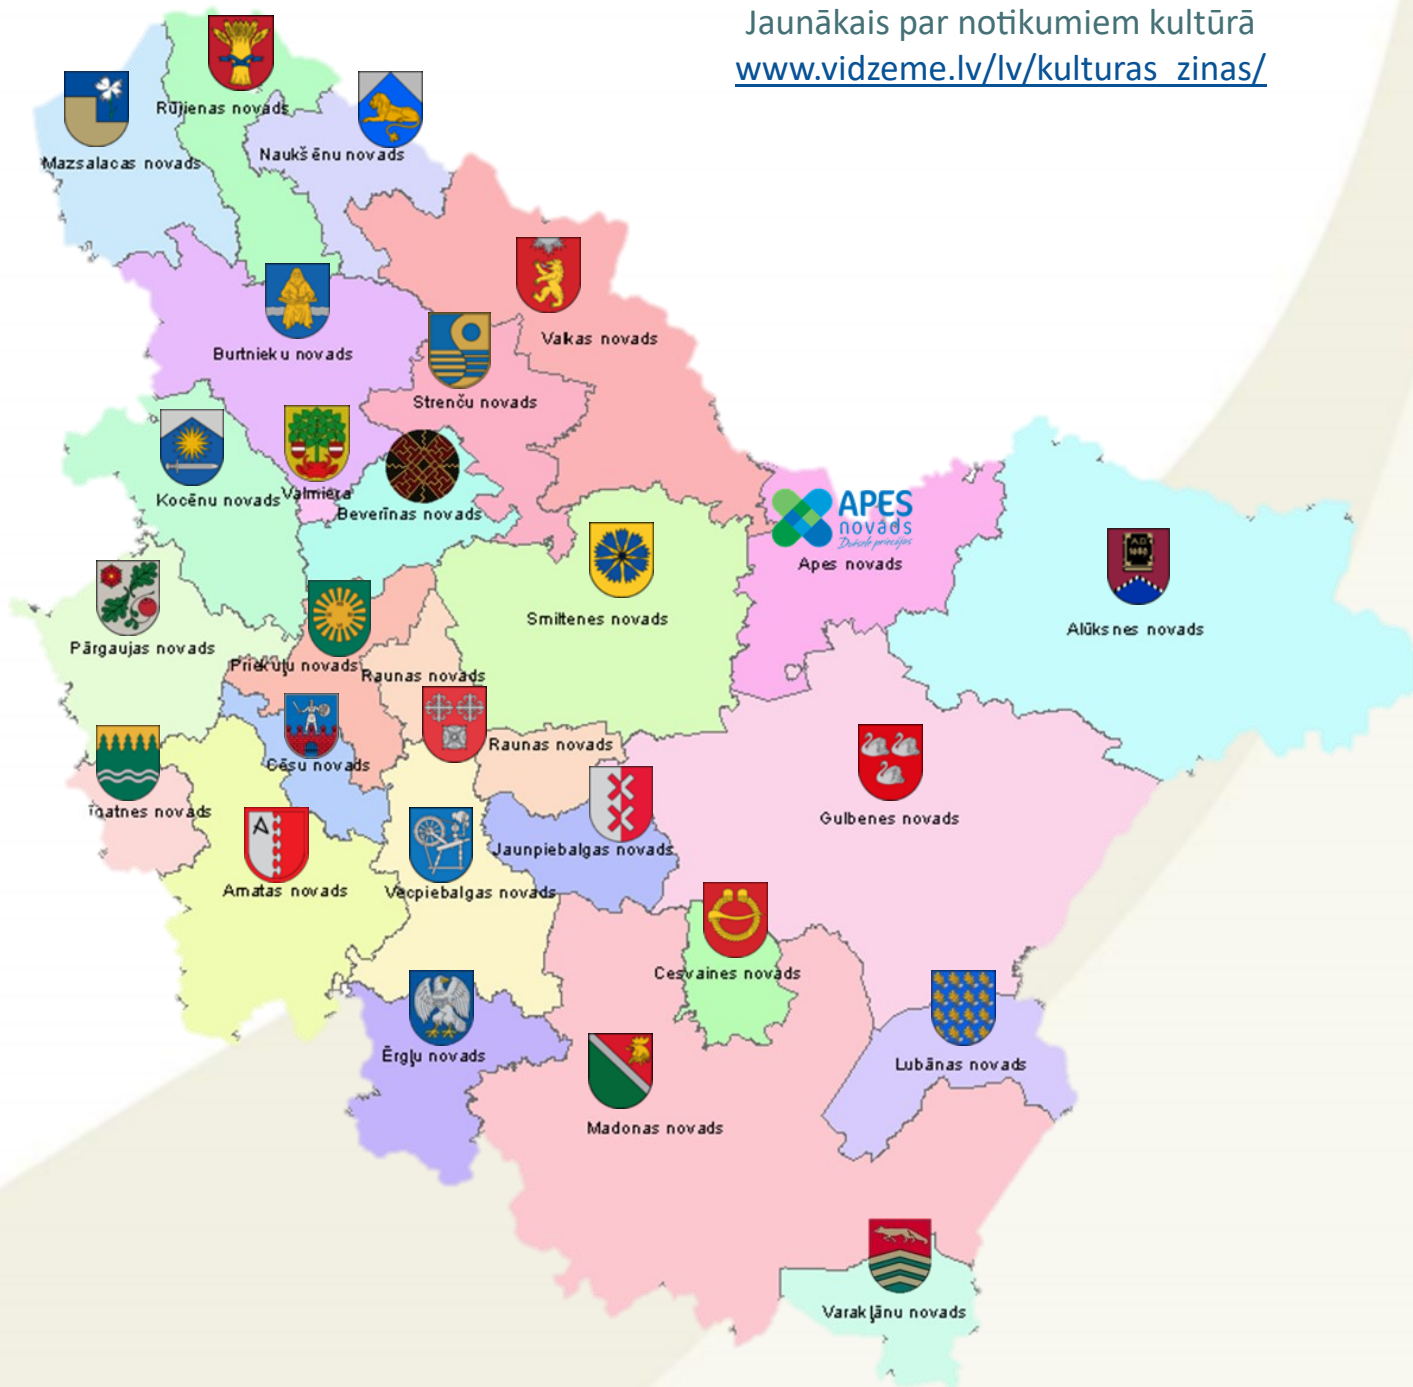 Jaunākais par notikumiem kultūrā
www.vidzeme.lv/lv/kulturas_zinas/
Rūjienas novads
Naukšēnu novads
Mazsalacas novads
Valkas novads
Burtnieku novads
Strenču novads
Kocēnu novads
Valmiera
Beverīnas novads
APES
novads
Apes novads
A.D.
Smiltenes novads
Alūksnes novads
Pārgaujas novads
Priekuļu novads
Raunas novads
Raunas novads
Cēsu novads
Īgatnes novads
Gulbenes novads
Jaunpiebalgas novads
A
Amatas novads
Vecpiebalgas novads
Cesvaines novads
Ērgļu novads
Lubānas novads
Madonas novads
Varakļānu novads